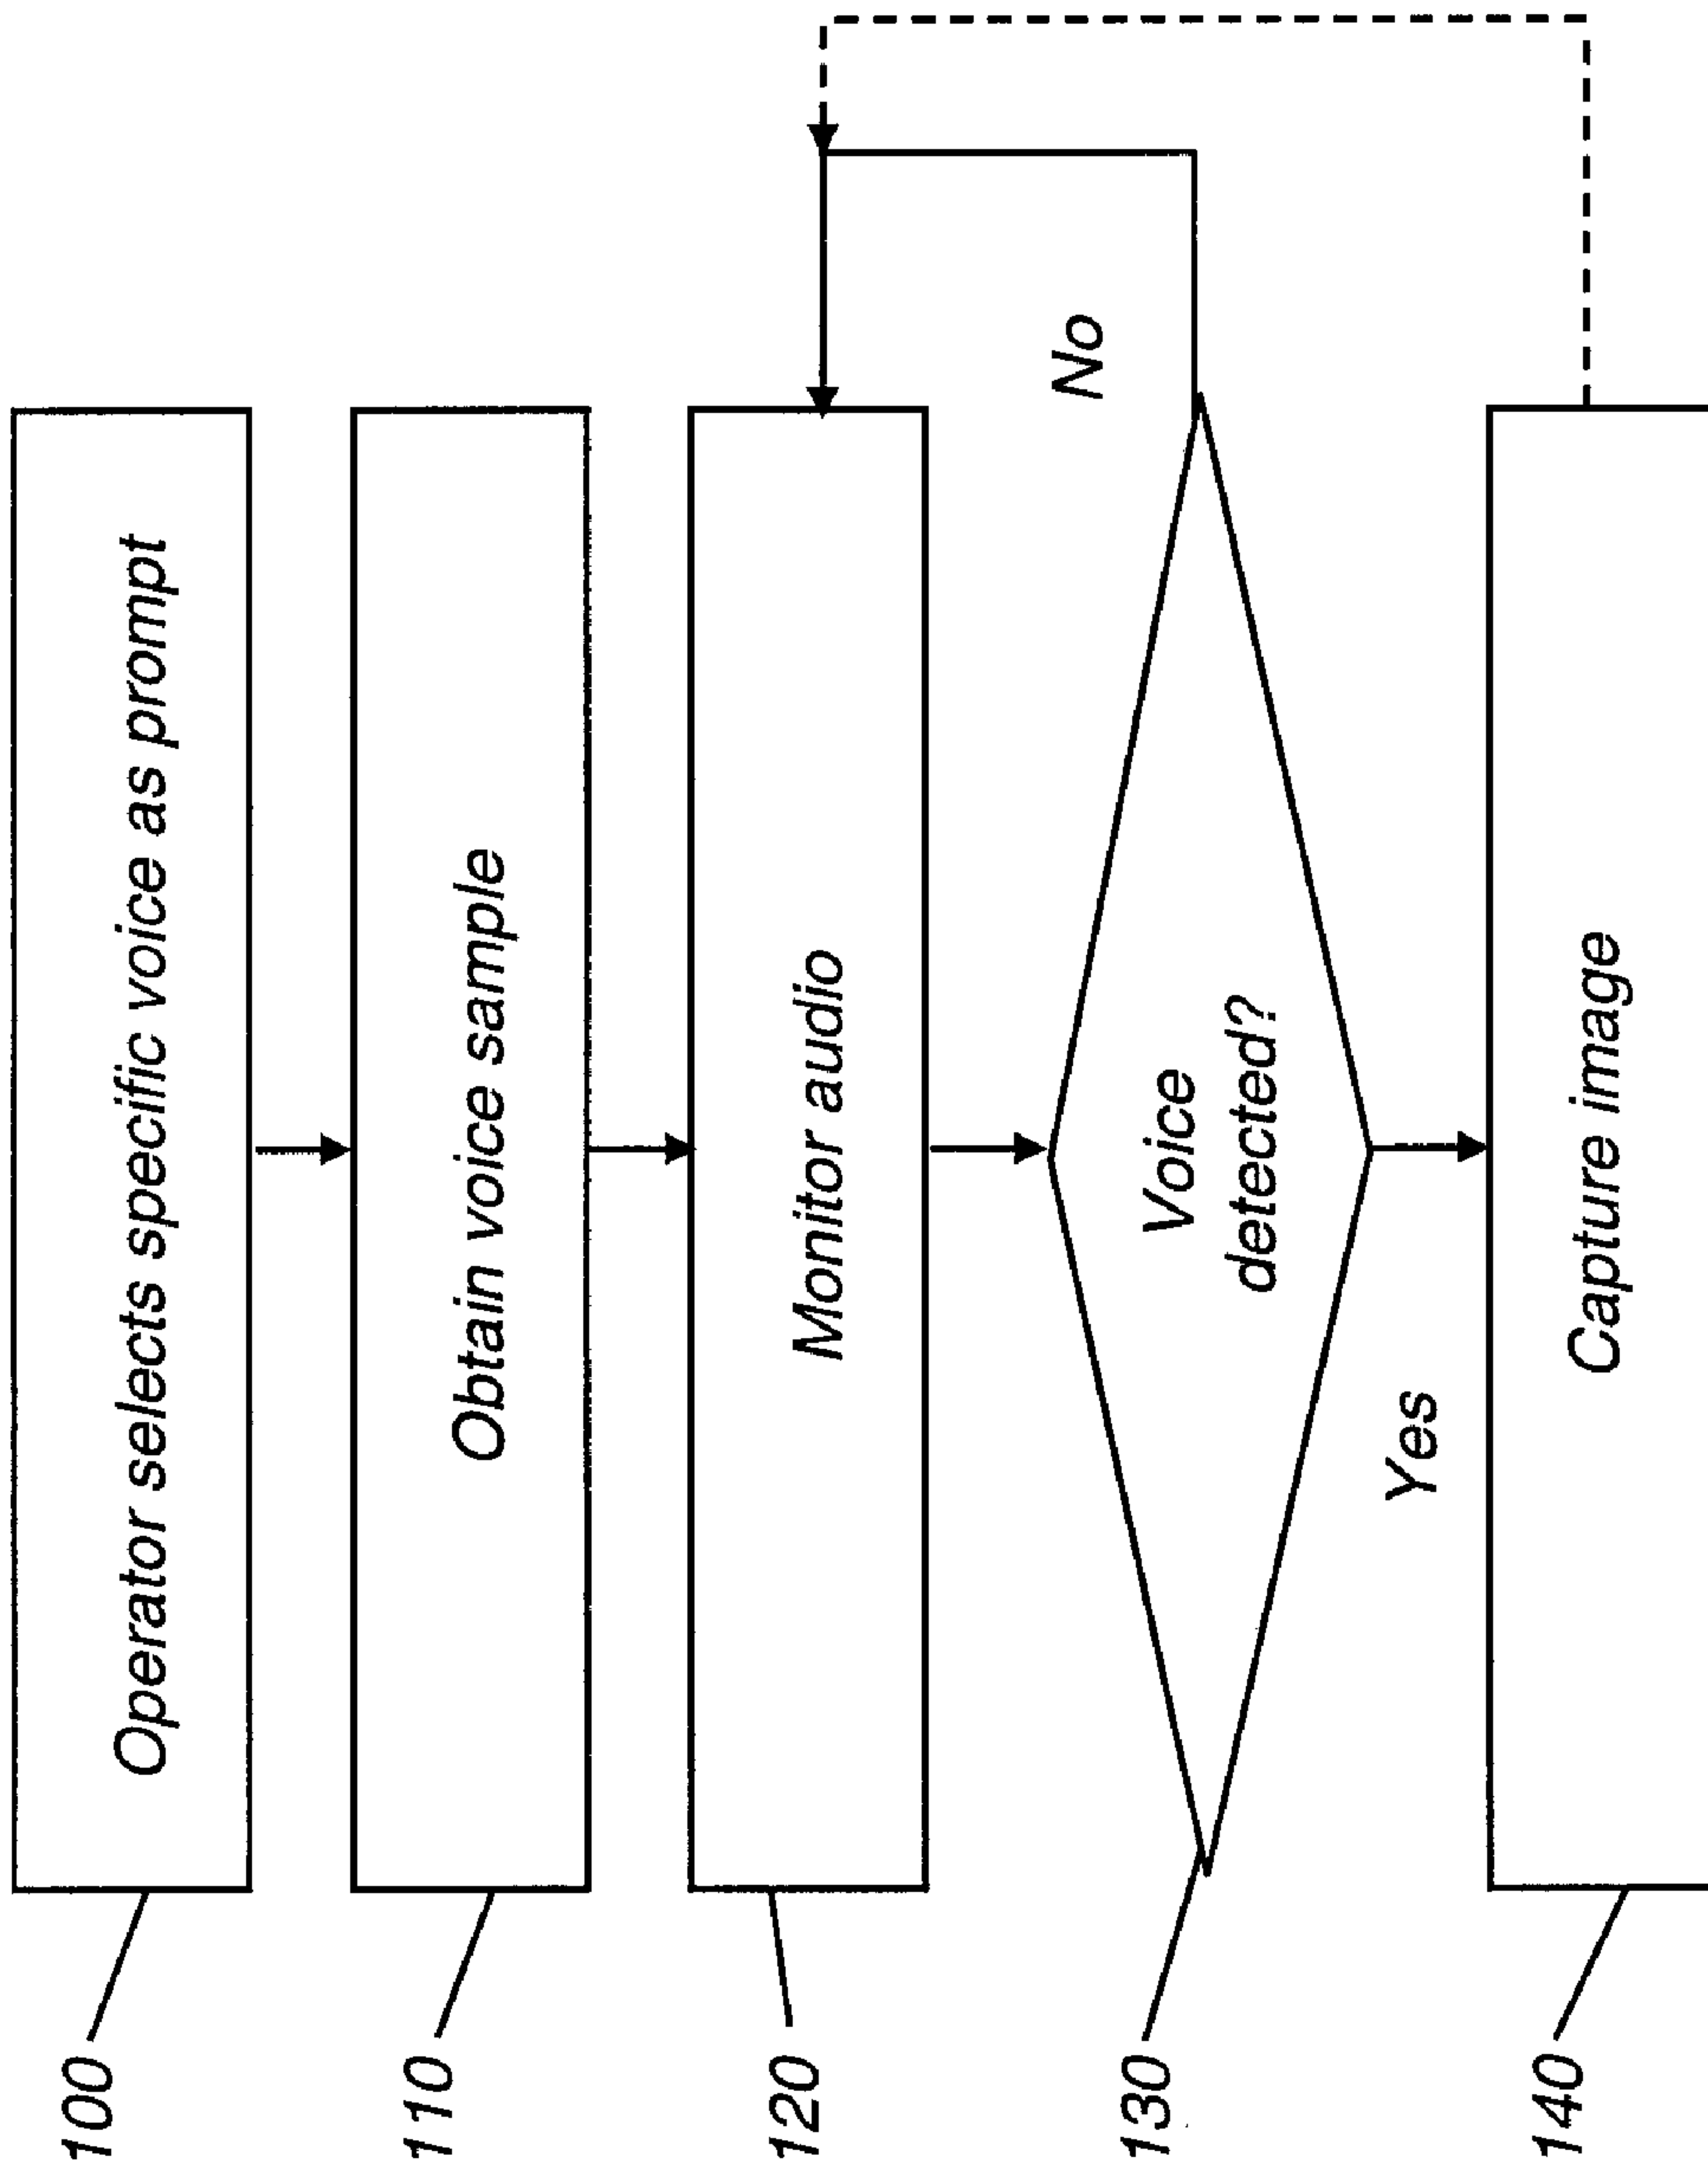 100
Operator selects specific voice as prompt
110
Obtain voice sample
120
Monitor audio
130
Voice
detected?
No
Yes
140
Capture image